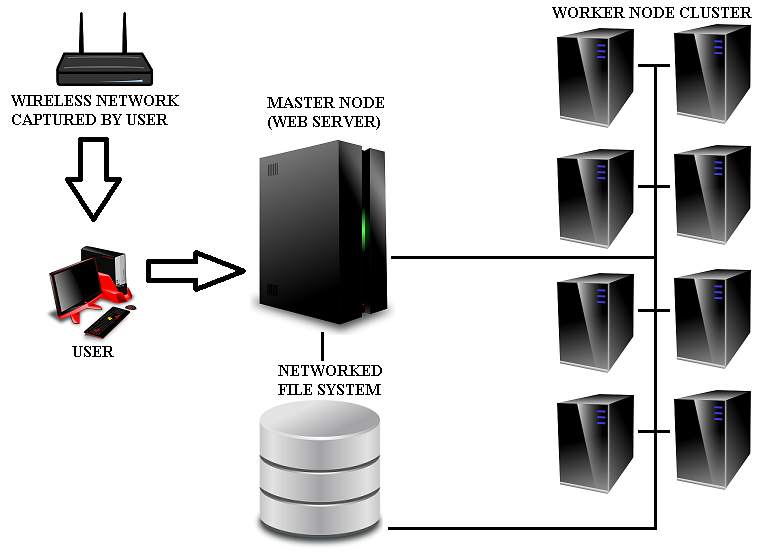 WIRELESS NETWORK
CAPTURED BY USER
USER
MASTER NODE
(WEB SERVER)
NETWORKED
FILE SYSTEM
WORKER NODE CLUSTER